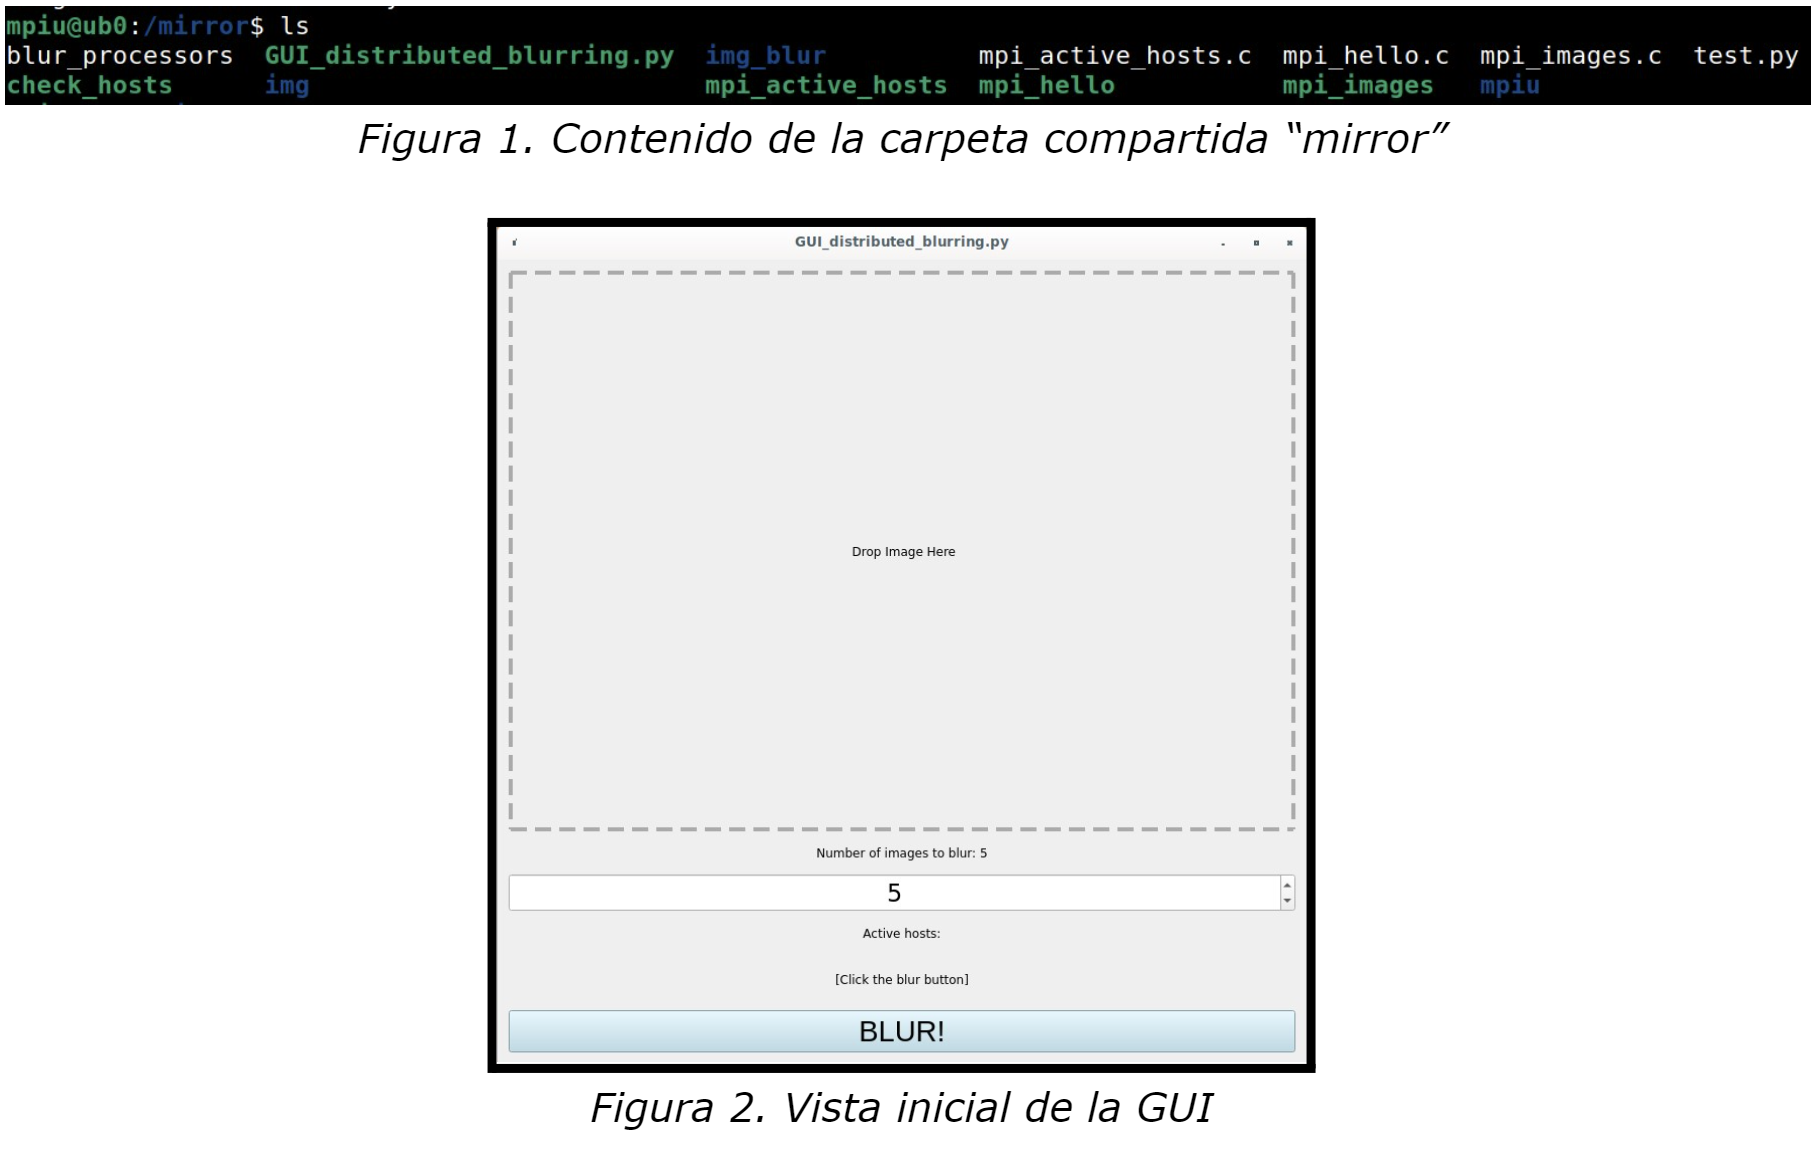 mpiu@ub0:/mirror$ ls
blur_processors GUI_distributed_blurring.py img_blur mpi_active_hosts.c mpi_hello.c mpi_images.c test.py
check_hosts img mpi_active_hosts mpi_hello mpi_images mpiu
Figura 1. Contenido de la carpeta compartida “mirror”
GUI_distributed_blurring.py
Drop Image Here
Number of images to blur: 5
5
Active hosts:
[Click the blur button]
BLUR!
Figura 2. Vista inicial de la GUI